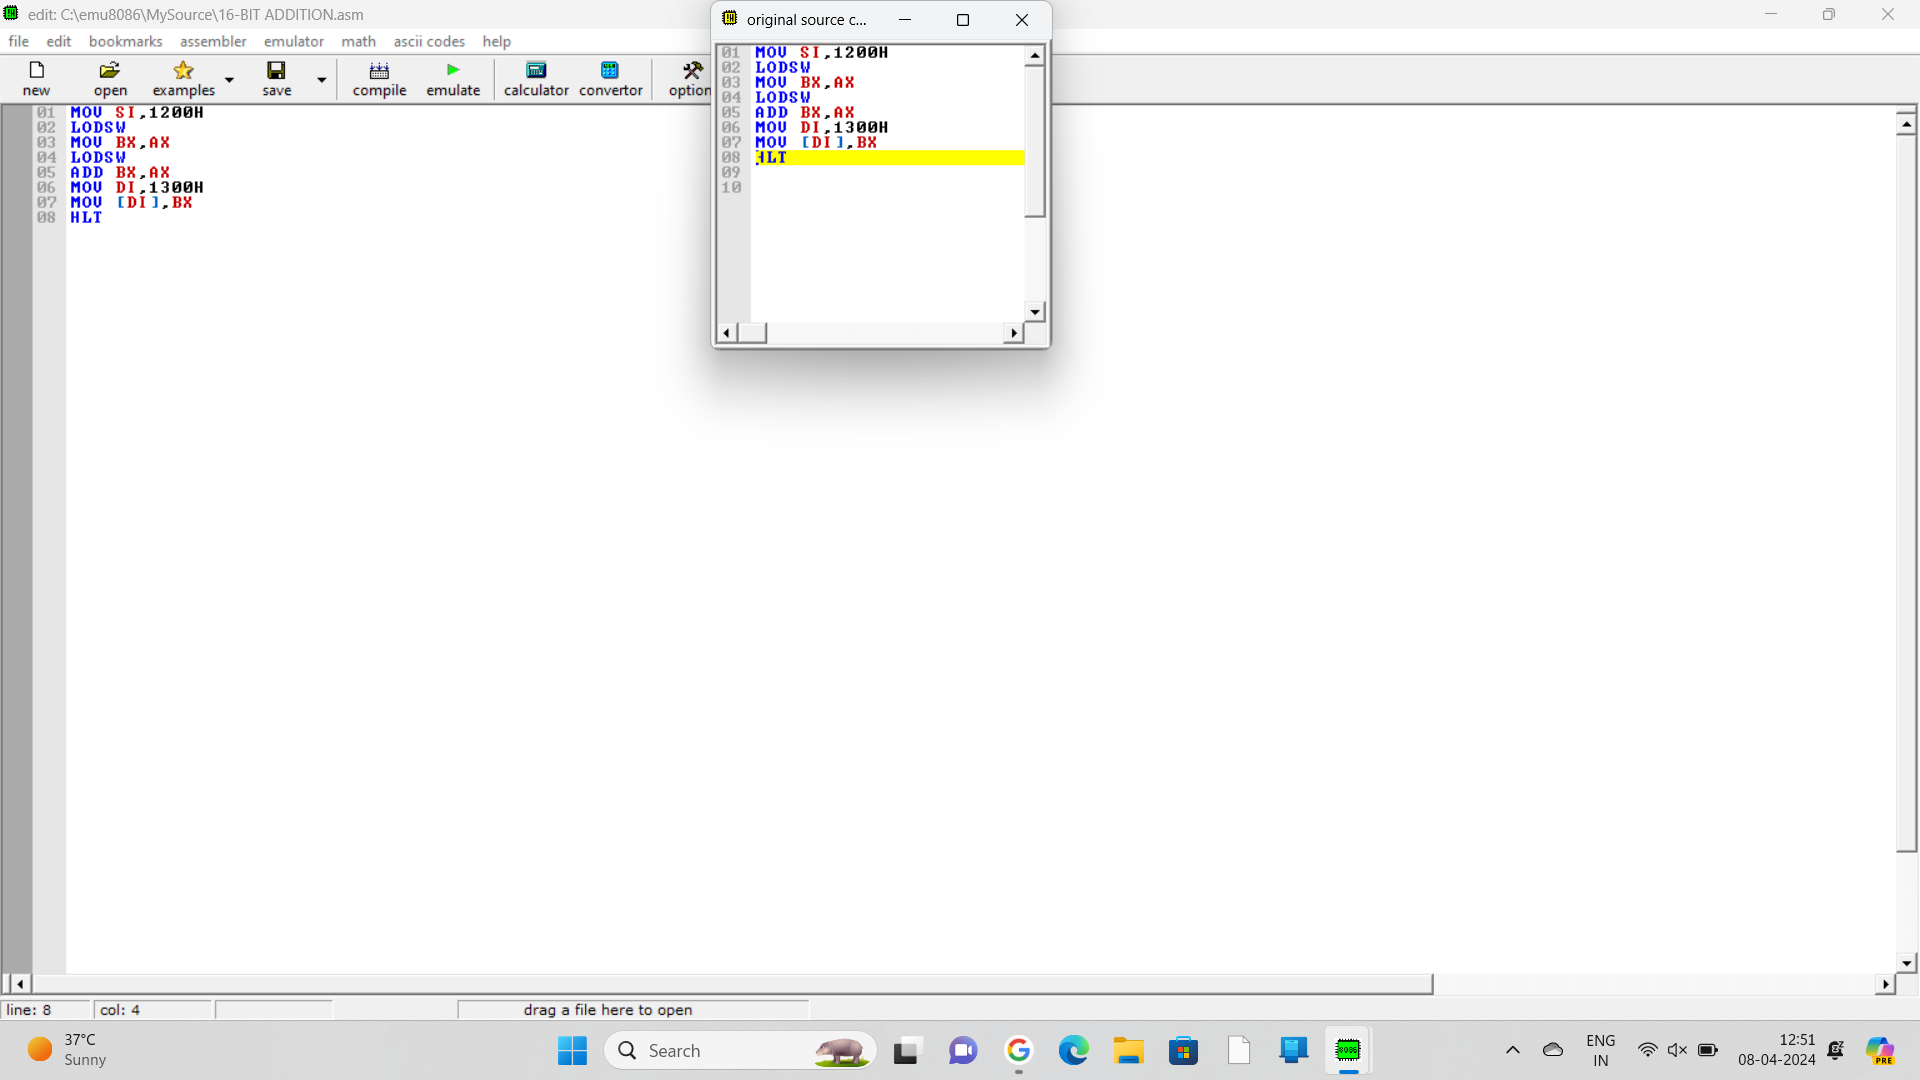 edit: C:\emu8086\MySource\16-BIT ADDITION.asm
file edit bookmarks assembler emulator math ascii codes help
new open examples save compile emulate calculator convertor option
01 MOV SI,1200H
02 LODSW
03 MOV BX,AX
04 LODSW
05 ADD BX,AX
06 MOV DI,1300H
07 MOV [DI],BX
08 HLT
original source c...
01 MOV SI,1200H
02 LODSW
03 MOV BX,AX
04 LODSW
05 ADD BX,AX
06 MOV DI,1300H
07 MOV [DI],BX
08 HLT
09
10
line: 8 col: 4 drag a file here to open
37°C
Sunny
Search
8086
ENG
IN
12:51
08-04-2024
PRE